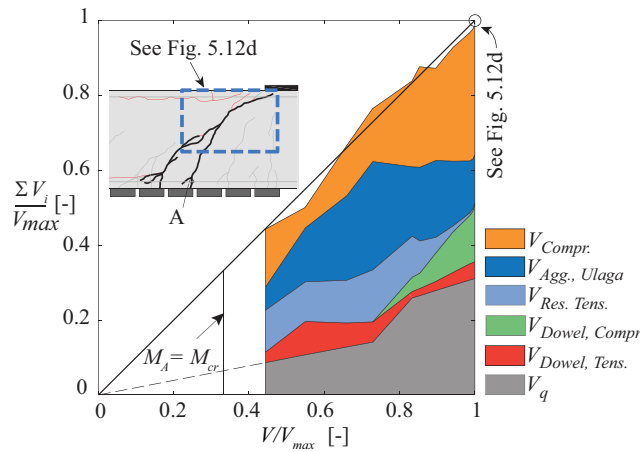 See Fig. 5.12d
A
See Fig. 5.12d
M_A = M_cr
Σ V_i / V_max [-]
1
0.8
0.6
0.4
0.2
0
0
0.2
0.4
0.6
0.8
1
V/V_max [-]
V_Compr.
V_Agg., Ulaga
V_Res. Tens.
V_Dowel, Compr
V_Dowel, Tens.
V_q